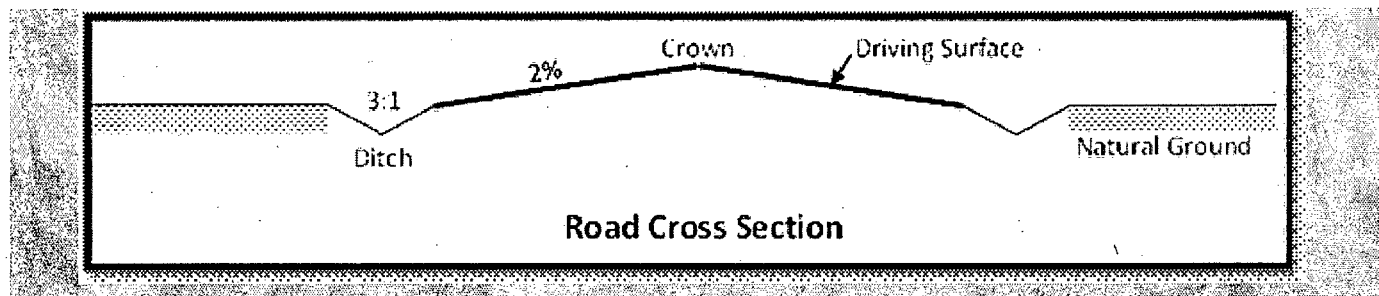 Crown
Driving Surface
2%
3:1
Ditch
Natural Ground
Road Cross Section